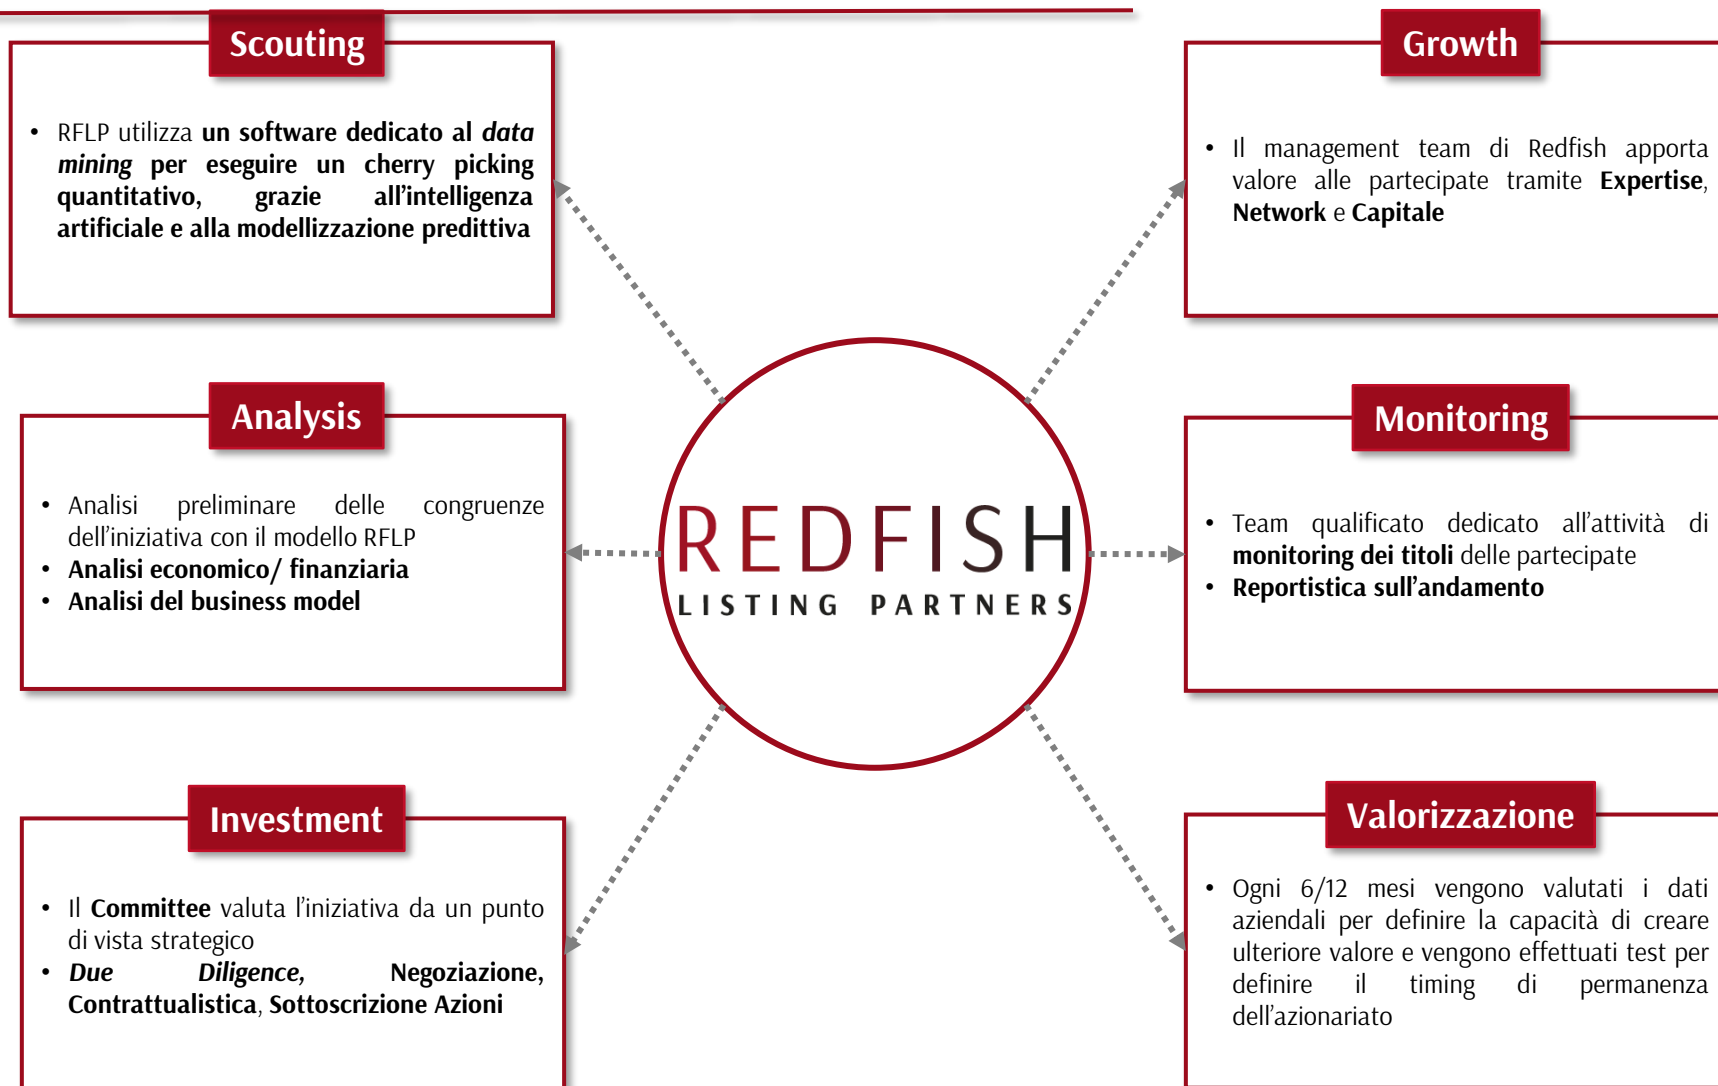 Scouting
• RFLP utilizza un software dedicato al data
mining per eseguire un cherry picking
quantitativo, grazie all’intelligenza
artificiale e alla modellizzazione predittiva
Analysis
• Analisi preliminare delle congruenze
dell’iniziativa con il modello RFLP
• Analisi economico/ finanziaria
• Analisi del business model
Investment
• Il Committee valuta l’iniziativa da un punto
di vista strategico
• Due Diligence, Negoziazione,
Contrattualistica, Sottoscrizione Azioni
REDFISH
LISTING PARTNERS
Growth
• Il management team di Redfish apporta
valore alle partecipate tramite Expertise,
Network e Capitale
Monitoring
• Team qualificato dedicato all’attività di
monitoring dei titoli delle partecipate
• Reportistica sull’andamento
Valorizzazione
• Ogni 6/12 mesi vengono valutati i dati
aziendali per definire la capacità di creare
ulteriore valore e vengono effettuati test per
definire il timing di permanenza
dell’azionariato